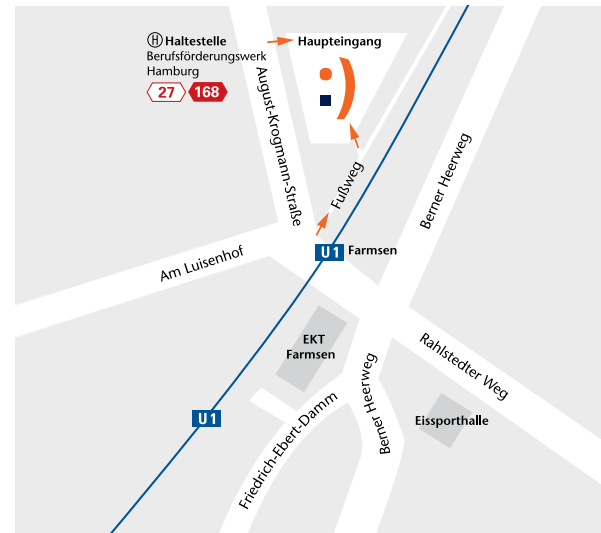 H Haltestelle
Berufsförderungswerk
Hamburg
27 168
Haupteingang
August-Krogmann-Straße
Fußweg
Berner Heerweg
Am Luisenhof
U1 Farmsen
EKT
Farmsen
Rahlstedter Weg
Berner Heerweg
Eissporthalle
U1
Friedrich-Ebert-Damm